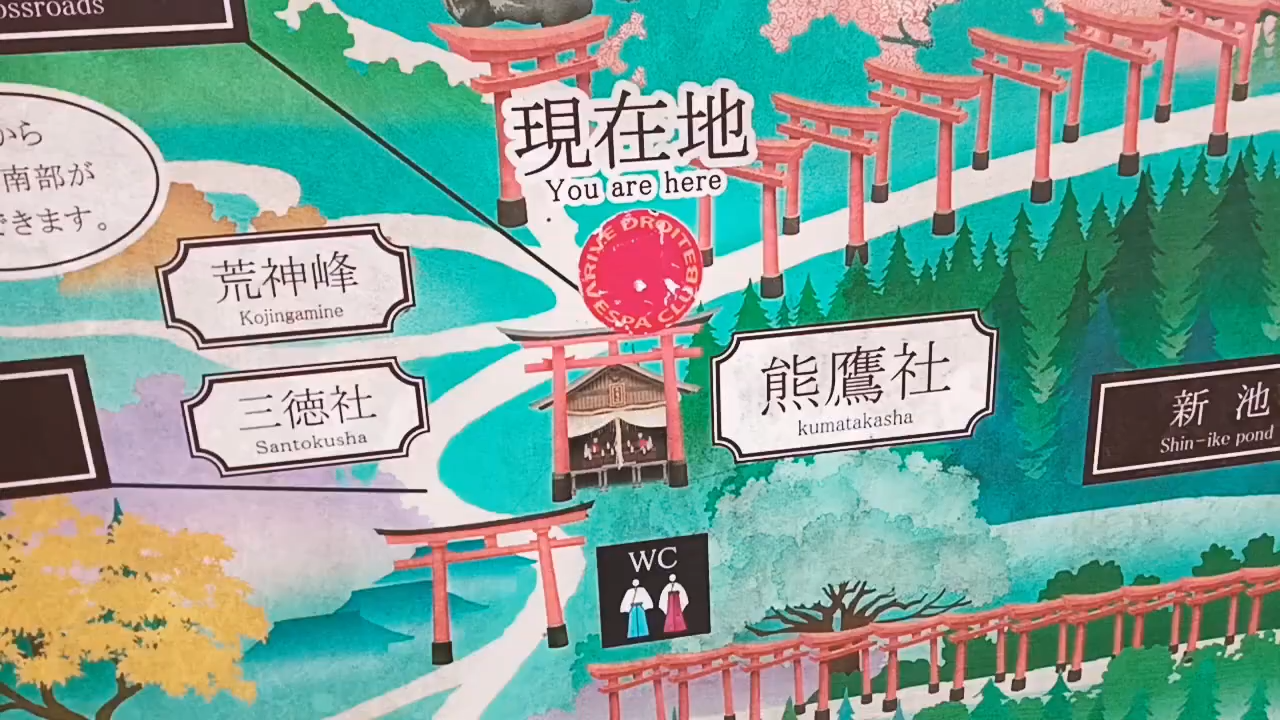 ossroads
現在地
You are here
から
南部が
できます。
ARIVE DROITE
VESPA CLUB
荒神峰
Kojingamine
三徳社
Santokusha
熊鷹社
kumatakasha
新池
Shin-ike pond
WC